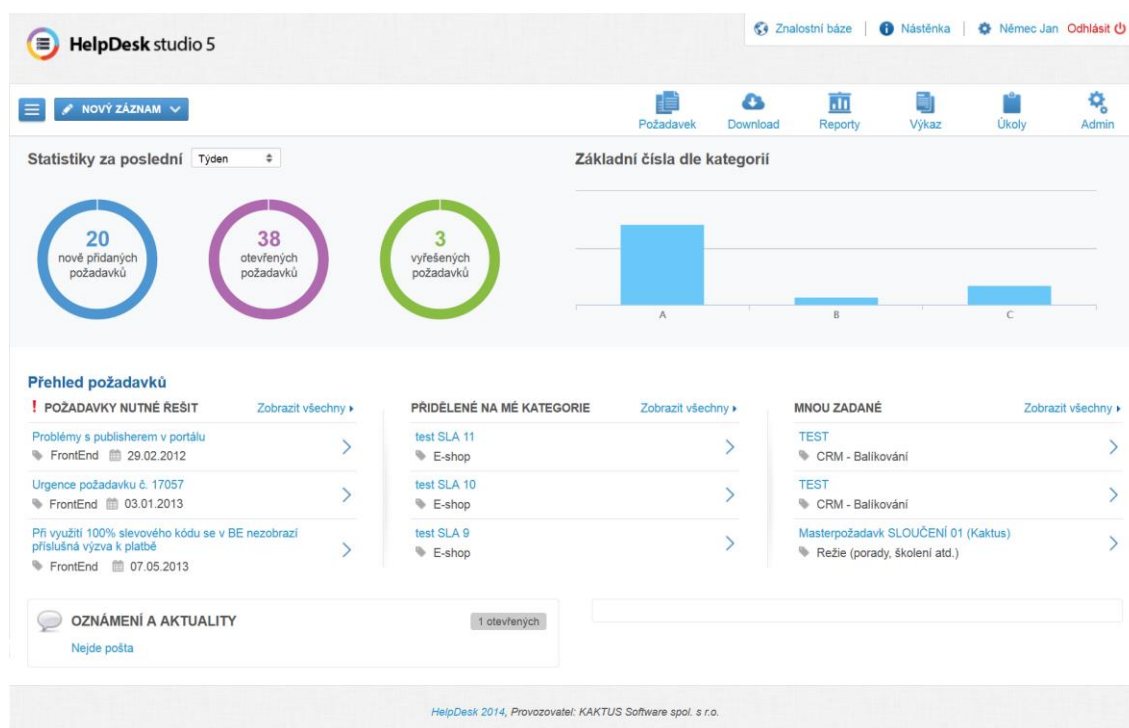 HelpDesk studio 5
Znalostní báze
Nástěnka
Němec Jan
Odhlásit
NOVÝ ZÁZNAM
Požadavek
Download
Reporty
Výkaz
Úkoly
Admin
Statistiky za poslední
Týden
20
nově přidaných
požadavků
38
otevřených
požadavků
3
vyřešených
požadavků
Základní čísla dle kategorií
A
B
C
Přehled požadavků
! POŽADAVKY NUTNÉ ŘEŠIT
Zobrazit všechny
Problémy s publisherem v portálu
FrontEnd 29.02.2012
Urgence požadavku č. 17057
FrontEnd 03.01.2013
Při využití 100% slevového kódu se v BE nezobrazí
příslušná výzva k platbě
FrontEnd 07.05.2013
PŘIDĚLENÉ NA MÉ KATEGORIE
Zobrazit všechny
test SLA 11
E-shop
test SLA 10
E-shop
test SLA 9
E-shop
MNOU ZADANÉ
Zobrazit všechny
TEST
CRM - Balíkování
TEST
CRM - Balíkování
Masterpožadavk SLOUČENÍ 01 (Kaktus)
Režie (porady, školení atd.)
OZNÁMENÍ A AKTUALITY
1 otevřených
Nejde pošta
HelpDesk 2014, Provozovatel: KAKTUS Software spol. s r.o.